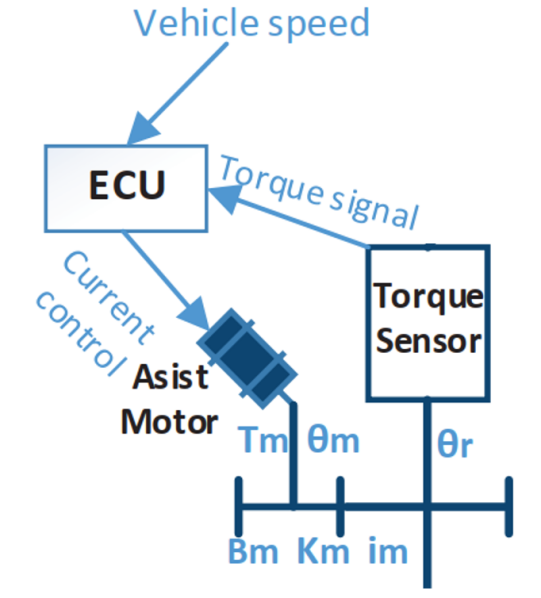 Vehicle speed
ECU
Torque signal
Current
control
Torque
Sensor
Asist
Motor
Tm θm
θr
Bm Km im